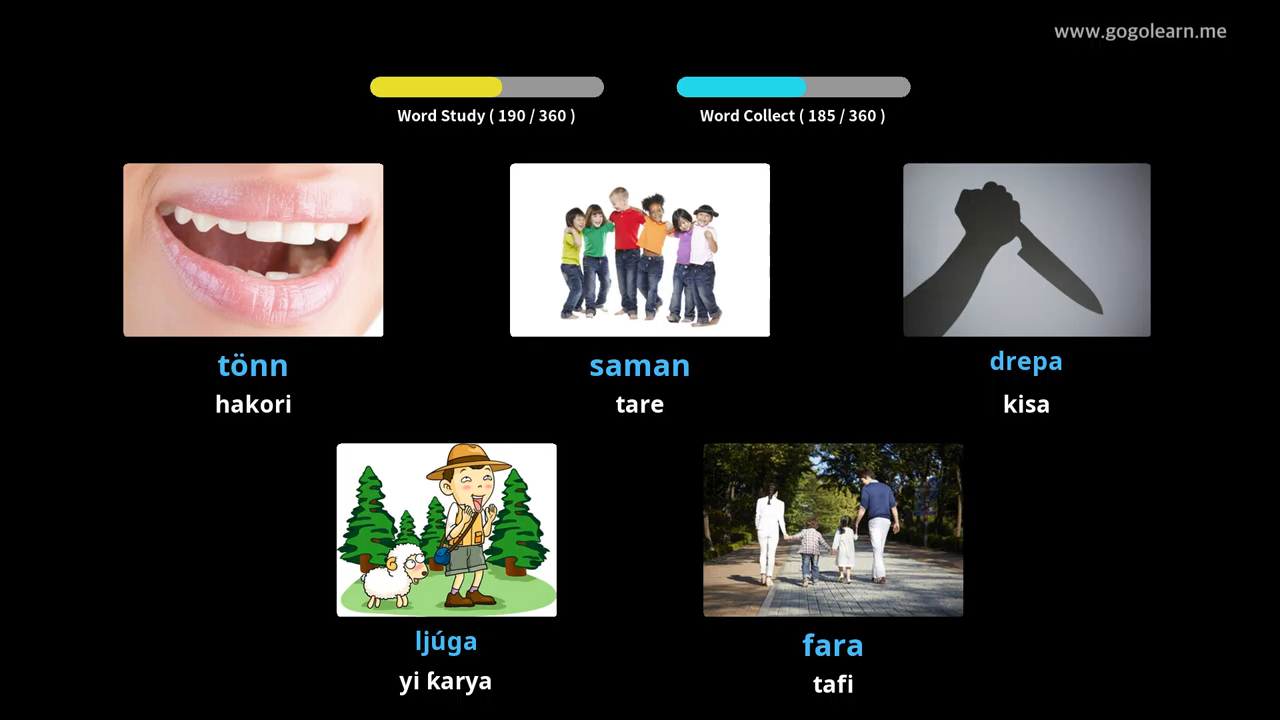 www.gogolearn.me
Word Study ( 190 / 360 )
Word Collect ( 185 / 360 )
tönn
hakori
saman
tare
drepa
kisa
ljúga
yi ƙarya
fara
tafi